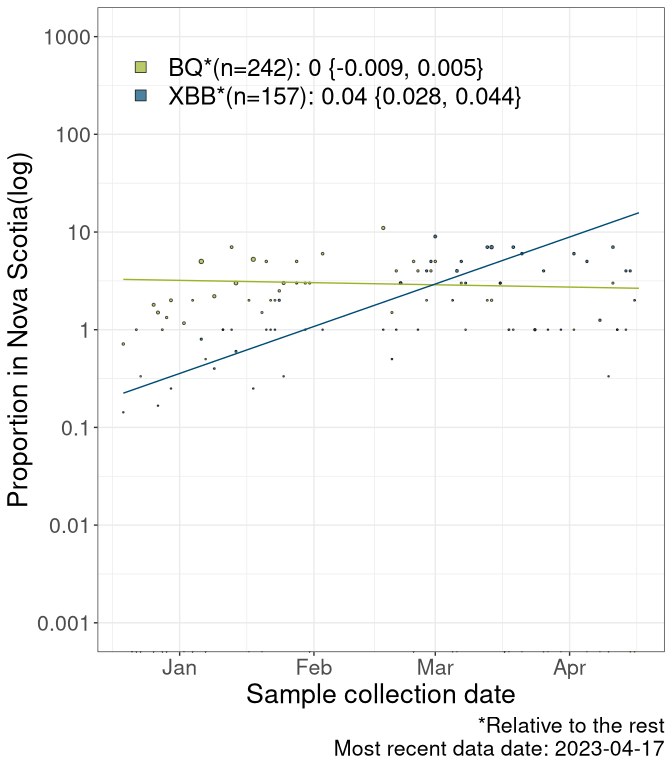 1000
BQ*(n=242): 0 {-0.009, 0.005}
XBB*(n=157): 0.04 {0.028, 0.044}
100
10
1
0.1
0.01
0.001
Proportion in Nova Scotia(log)
Jan Feb Mar Apr
Sample collection date
*Relative to the rest
Most recent data date: 2023-04-17